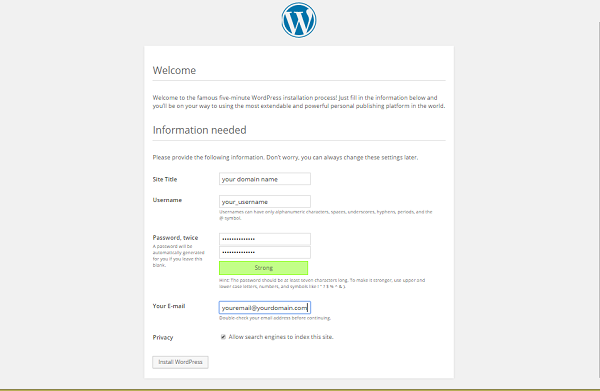 Welcome
Welcome to the famous five-minute WordPress installation process! Just fill in the information below and
you'll be on your way to using the most extendable and powerful personal publishing platform in the world.
Information needed
Please provide the following information. Don't worry, you can always change these settings later.
Site Title
your domain name
Username
your_username
Usernames can have only alphanumeric characters, spaces, underscores, hyphens, periods, and the
@ symbol.
Password, twice
A password will be
automatically generated
for you if you leave this
blank.
••••••••••••••
••••••••••••••
Strong
Hint: The password should be at least seven characters long. To make it stronger, use upper and
lower case letters, numbers, and symbols like ! " ? $ % ^ & ).
Your E-mail
youremail@yourdomain.com
Double-check your email address before continuing.
Privacy
Allow search engines to index this site.
Install WordPress